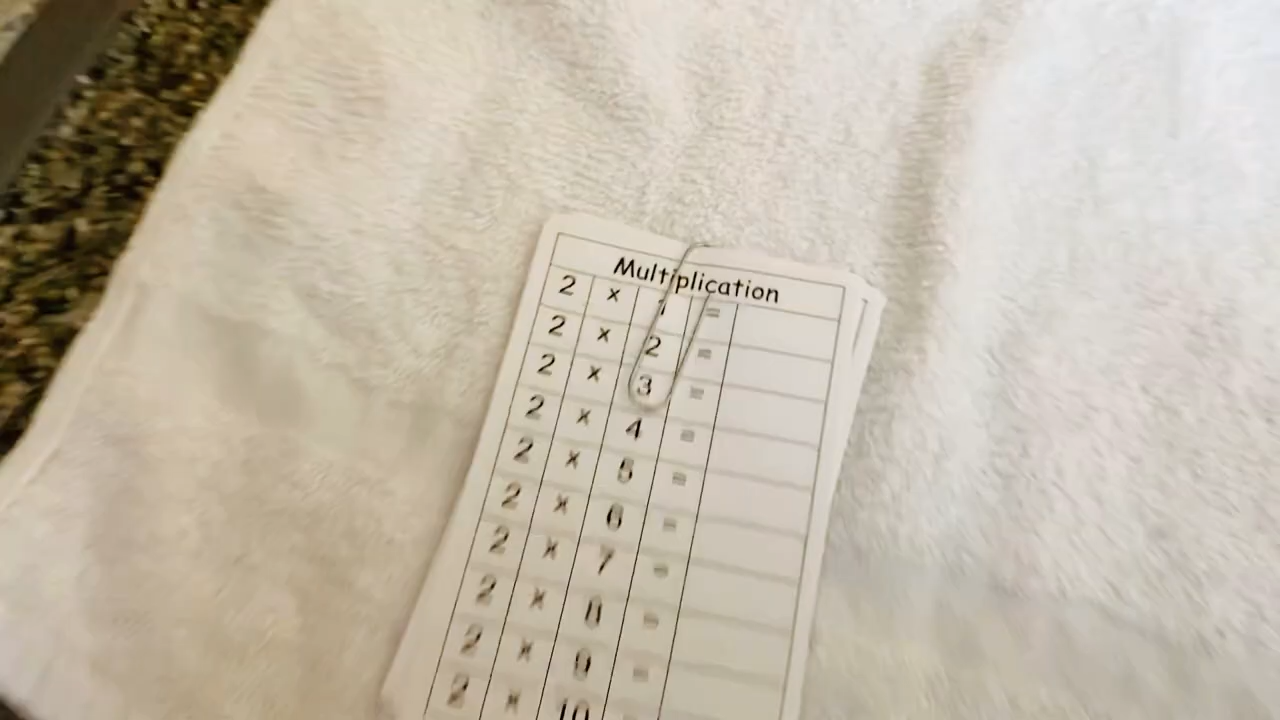 Multiplication
2 x 1 =
2 x 2 =
2 x 3 =
2 x 4 =
2 x 5 =
2 x 6 =
2 x 7 =
2 x 8 =
2 x 9 =
2 x 10